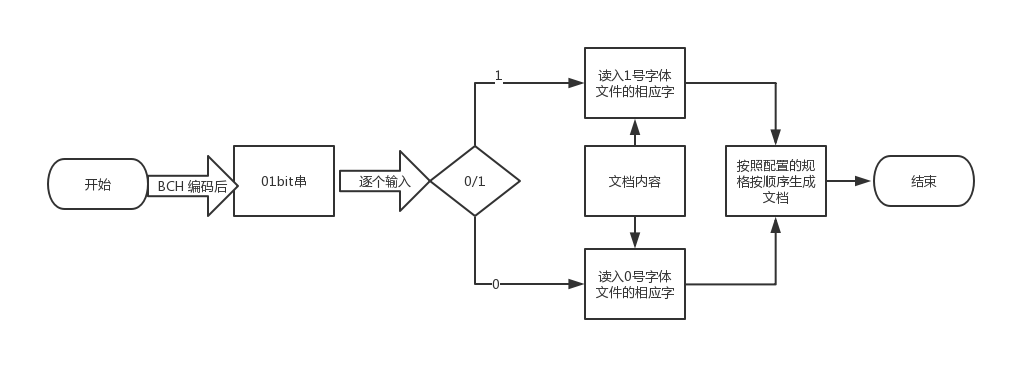 开始
BCH 编码后
01bit串
逐个输入
0/1
1
0
读入1号字体
文件的相应字
文档内容
读入0号字体
文件的相应字
按照配置的规
格按顺序生成
文档
结束